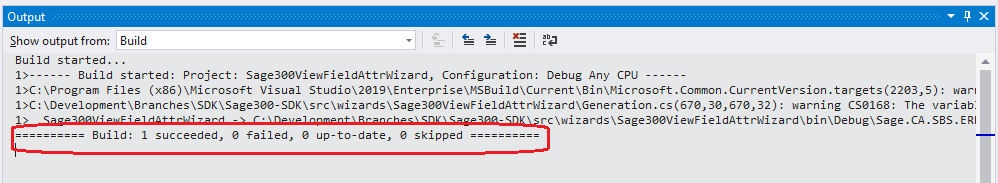 Output
Show output from: Build
Build started...
1>------ Build started: Project: Sage300ViewFieldAttrWizard, Configuration: Debug Any CPU ------
1>C:\Program Files (x86)\Microsoft Visual Studio\2019\Enterprise\MSBuild\Current\Bin\Microsoft.Common.CurrentVersion.targets(2203,5): warn
1>C:\Development\Branches\SDK\Sage300-SDK\src\wizards\Sage300ViewFieldAttrWizard\Generation.cs(670,30,670,32): warning CS0168: The variabl
1>  Sage300ViewFieldAttrWizard -> C:\Development\Branches\SDK\Sage300-SDK\src\wizards\Sage300ViewFieldAttrWizard\bin\Debug\Sage.CA.SBS.ERI
========== Build: 1 succeeded, 0 failed, 0 up-to-date, 0 skipped ==========